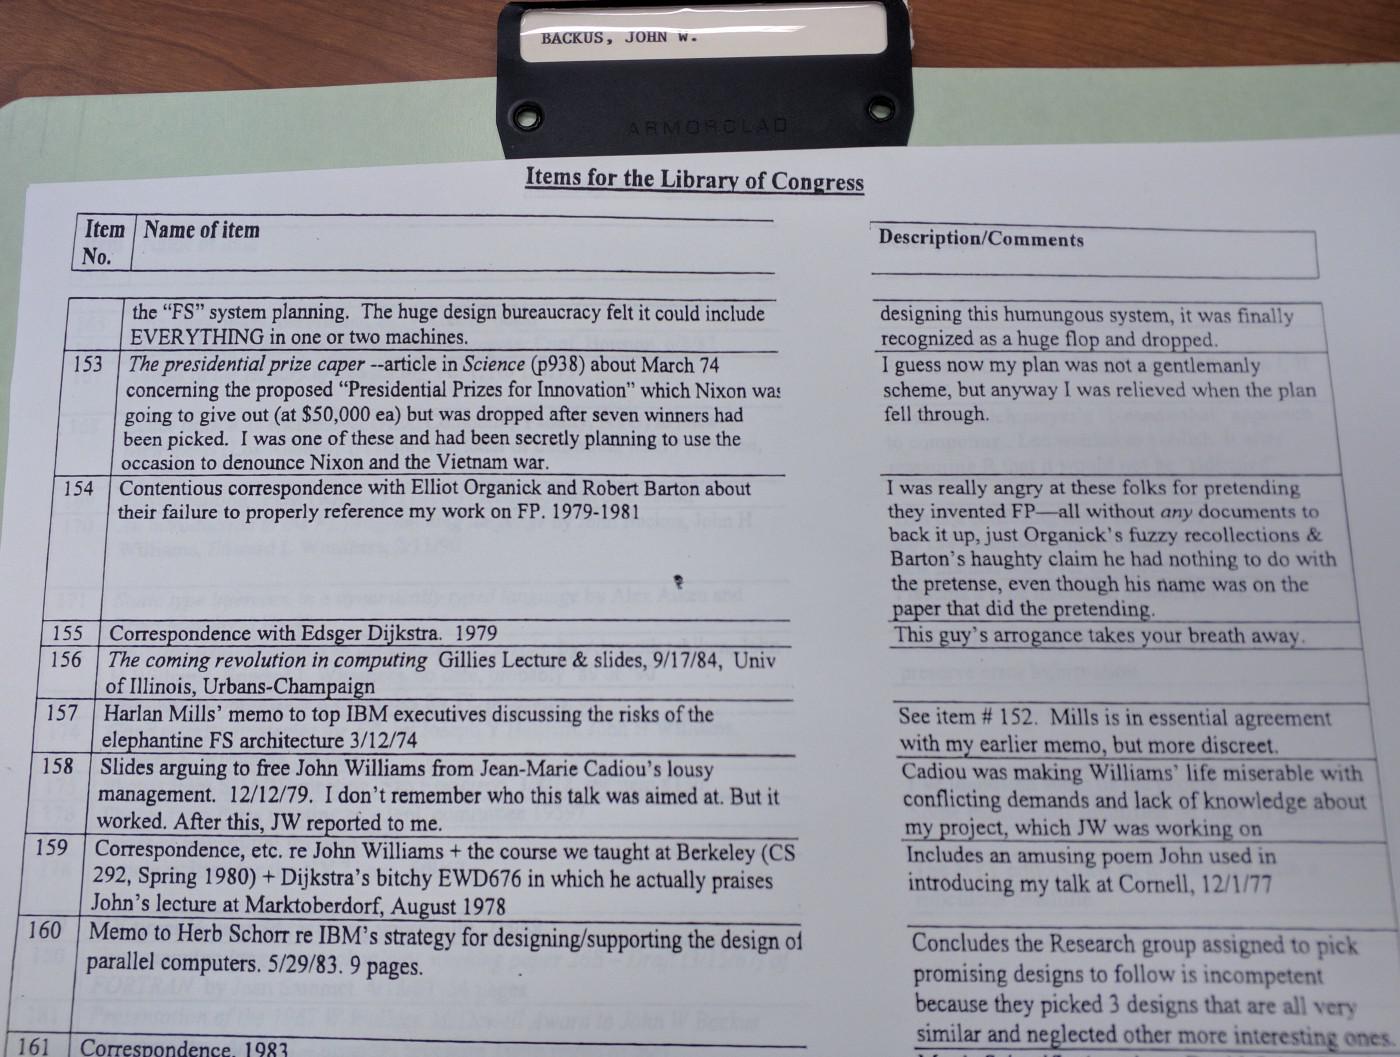 BACKUS, JOHN W.
ARMORCLAD
Items for the Library of Congress
Item No.
Name of item
Description/Comments
the “FS” system planning. The huge design bureaucracy felt it could include
EVERYTHING in one or two machines.
designing this humungous system, it was finally
recognized as a huge flop and dropped.
153
The presidential prize caper --article in Science (p938) about March 74
concerning the proposed “Presidential Prizes for Innovation” which Nixon was
going to give out (at $50,000 ea) but was dropped after seven winners had
been picked. I was one of these and had been secretly planning to use the
occasion to denounce Nixon and the Vietnam war.
I guess now my plan was not a gentlemanly
scheme, but anyway I was relieved when the plan
fell through.
154
Contentious correspondence with Elliot Organick and Robert Barton about
their failure to properly reference my work on FP. 1979-1981
I was really angry at these folks for pretending
they invented FP—all without any documents to
back it up, just Organick’s fuzzy recollections &
Barton’s haughty claim he had nothing to do with
the pretense, even though his name was on the
paper that did the pretending.
155
Correspondence with Edsger Dijkstra. 1979
This guy’s arrogance takes your breath away.
156
The coming revolution in computing Gillies Lecture & slides, 9/17/84, Univ
of Illinois, Urbans-Champaign
157
Harlan Mills’ memo to top IBM executives discussing the risks of the
elephantine FS architecture 3/12/74
See item # 152. Mills is in essential agreement
with my earlier memo, but more discreet.
158
Slides arguing to free John Williams from Jean-Marie Cadiou’s lousy
management. 12/12/79. I don’t remember who this talk was aimed at. But it
worked. After this, JW reported to me.
Cadiou was making Williams’ life miserable with
conflicting demands and lack of knowledge about
my project, which JW was working on
159
Correspondence, etc. re John Williams + the course we taught at Berkeley (CS
292, Spring 1980) + Dijkstra’s bitchy EWD676 in which he actually praises
John’s lecture at Marktoberdorf, August 1978
Includes an amusing poem John used in
introducing my talk at Cornell, 12/1/77
160
Memo to Herb Schorr re IBM’s strategy for designing/supporting the design of
parallel computers. 5/29/83. 9 pages.
Concludes the Research group assigned to pick
promising designs to follow is incompetent
because they picked 3 designs that are all very
similar and neglected other more interesting ones.
161
Correspondence, 1983